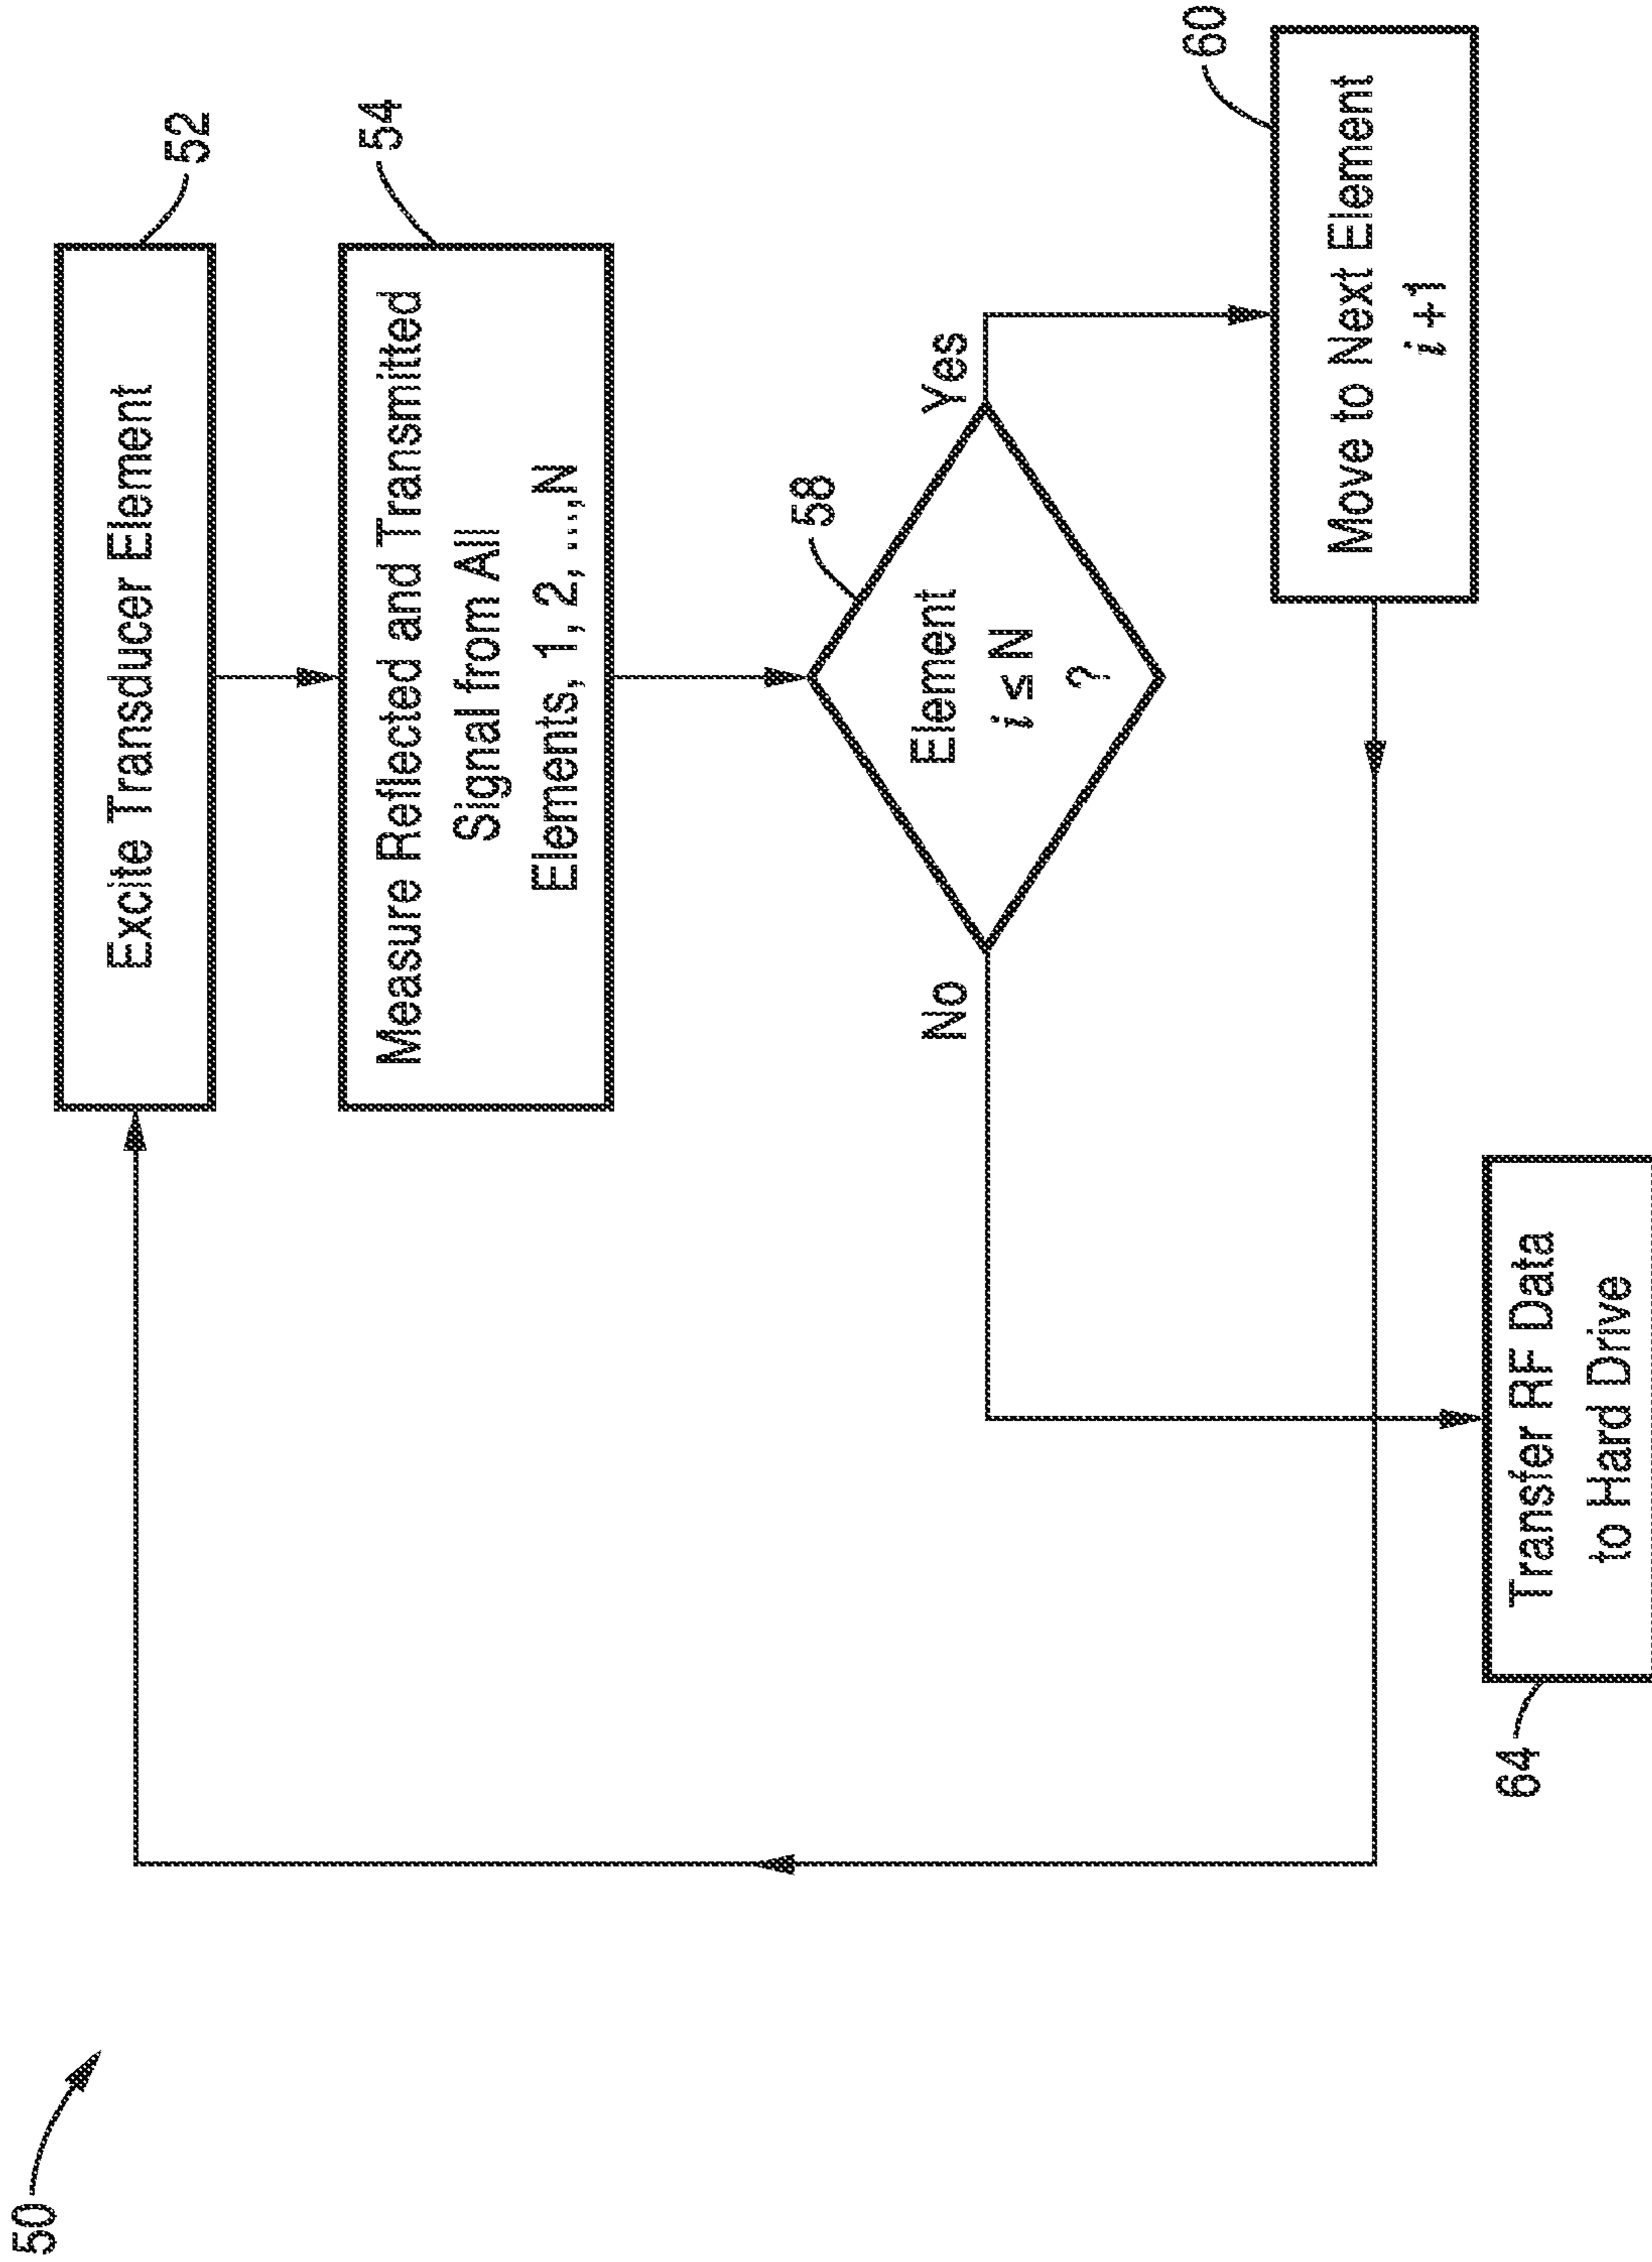 50
Excite Transducer Element
52
Measure Reflected and Transmitted
Signal from All
Elements, 1, 2, ...,N
54
Element
i ≤ N
?
58
Yes
No
Move to Next Element
i +1
60
Transfer RF Data
to Hard Drive
64